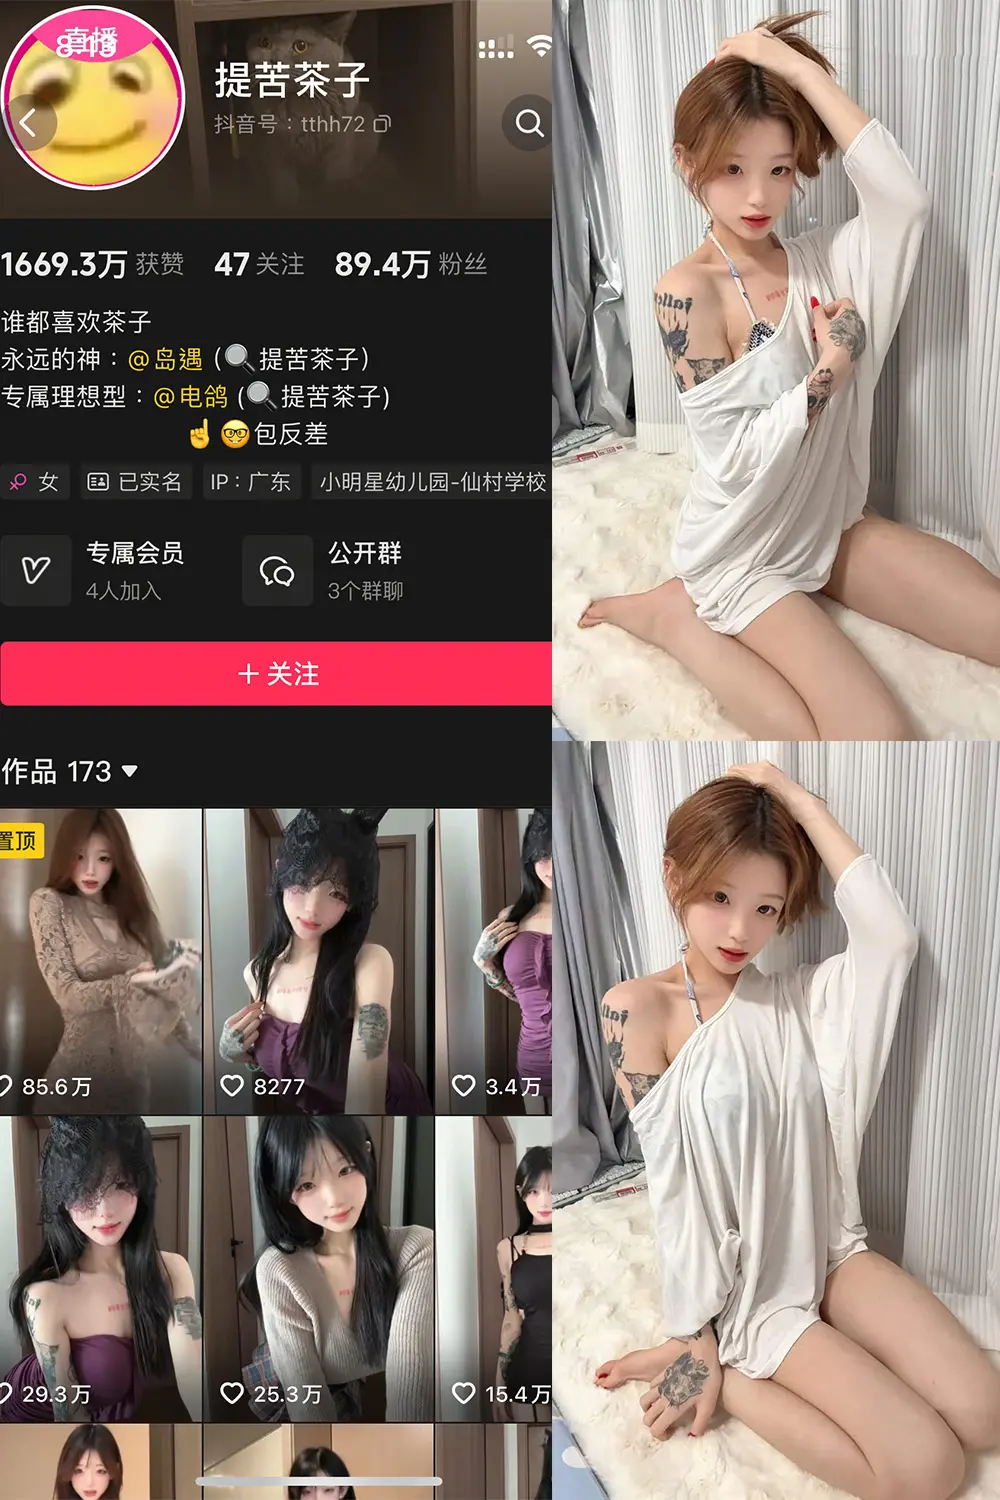 直播
8:43
提苦茶子
抖音号：tthh72
1669.3万 获赞 47 关注 89.4万 粉丝
谁都喜欢茶子
永远的神：@岛遇 (🔍提苦茶子)
专属理想型：@电鸽 (🔍提苦茶子)
☝️🤓包反差
女 已实名 IP：广东 小明星幼儿园-仙村学校
专属会员 公开群
4人加入 3个群聊
+ 关注
作品 173
置顶
85.6万 8277 3.4万
29.3万 25.3万 15.4万